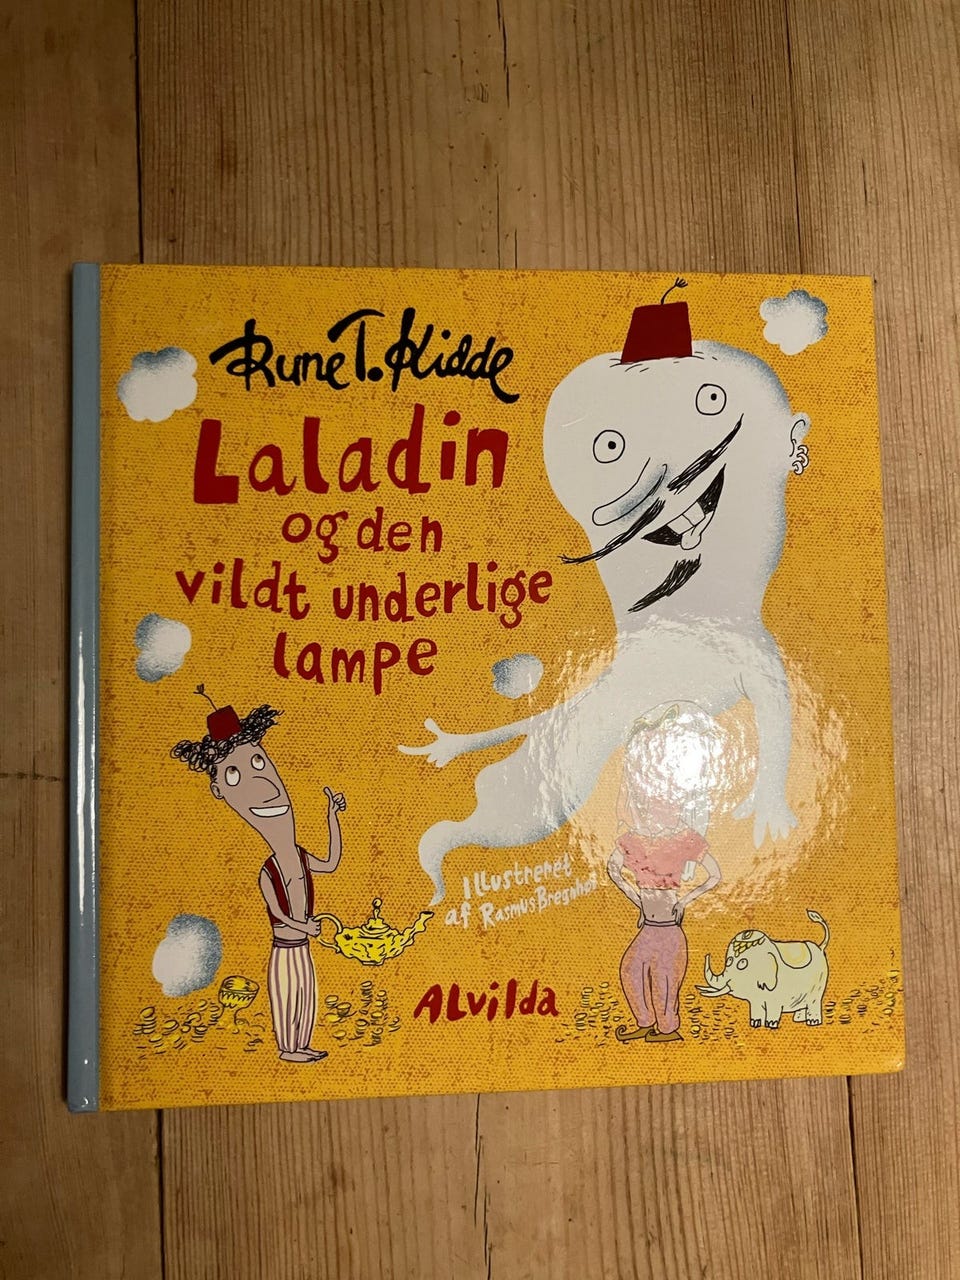 Rune T. Kidde
Laladin
og den
vildt underlige
lampe
Illustreret
af Rasmus Bregnhøi
ALvilda